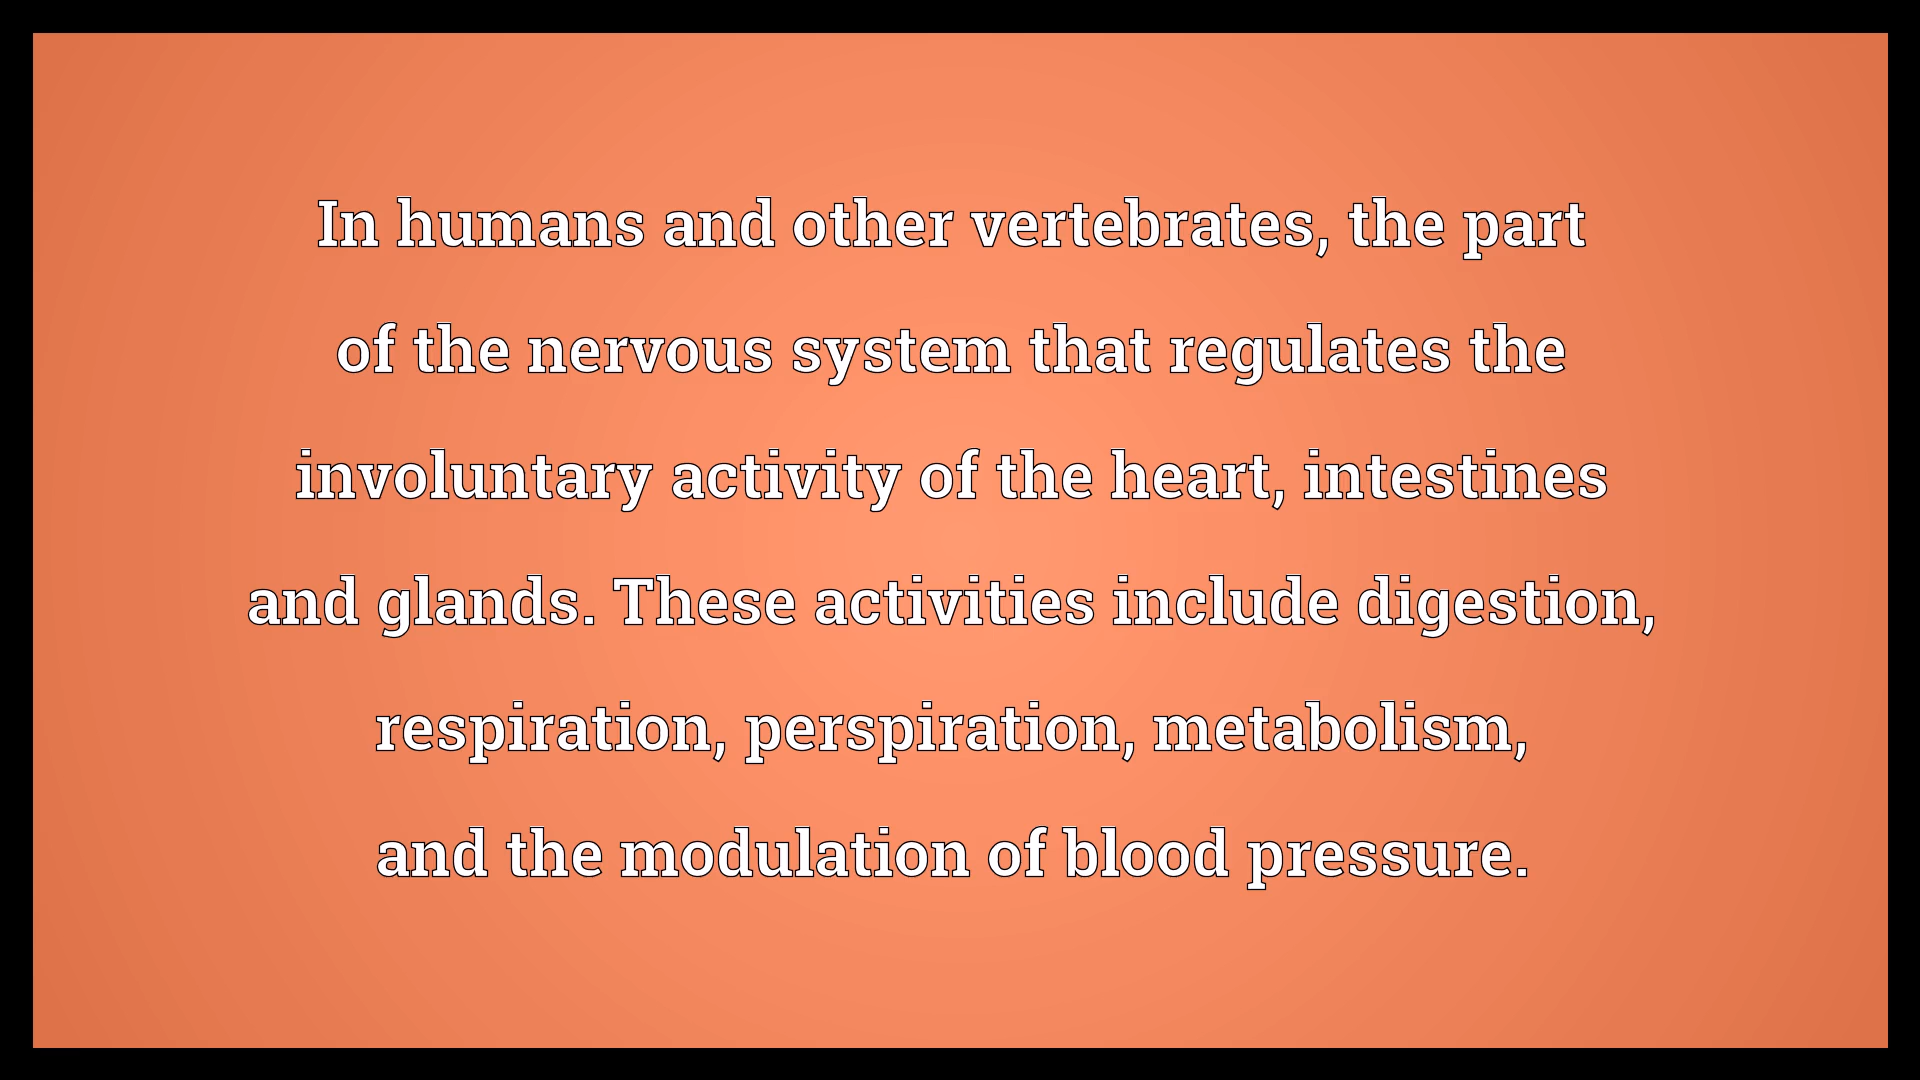 In humans and other vertebrates, the part
of the nervous system that regulates the
involuntary activity of the heart, intestines
and glands. These activities include digestion,
respiration, perspiration, metabolism,
and the modulation of blood pressure.